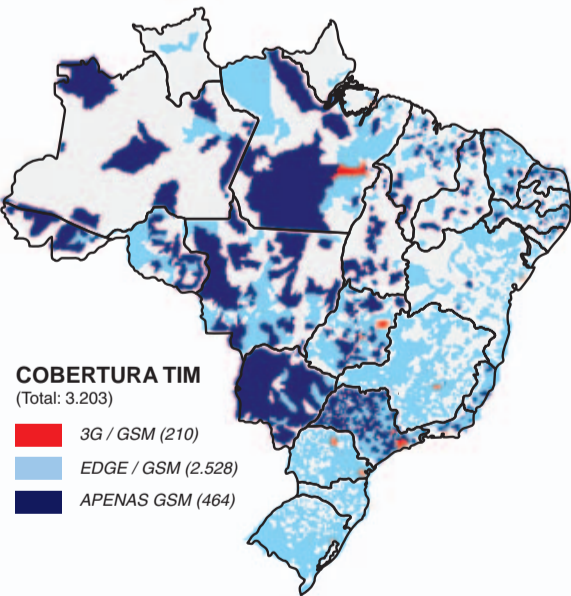 COBERTURA TIM
(Total: 3.203)
3G / GSM (210)
EDGE / GSM (2.528)
APENAS GSM (464)